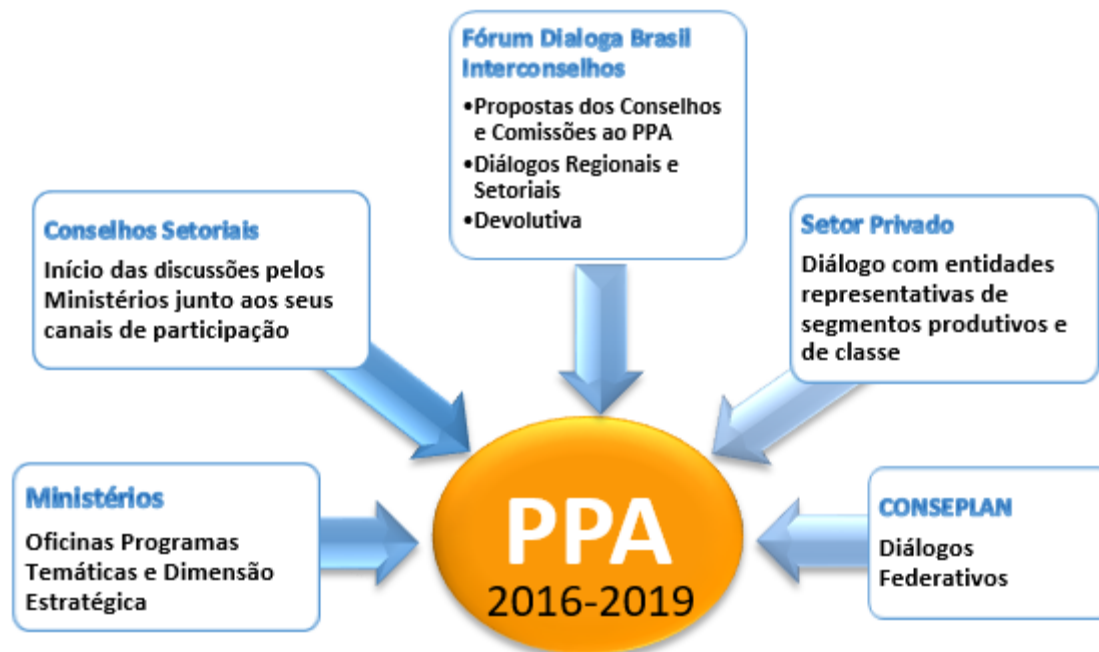 Fórum Dialoga Brasil
Interconselhos
•Propostas dos Conselhos
e Comissões ao PPA
•Diálogos Regionais e
Setoriais
•Devolutiva
Conselhos Setoriais
Início das discussões pelos
Ministérios junto aos seus
canais de participação
Setor Privado
Diálogo com entidades
representativas de
segmentos produtivos e
de classe
Ministérios
Oficinas Programas
Temáticas e Dimensão
Estratégica
PPA
2016-2019
CONSEPLAN
Diálogos
Federativos